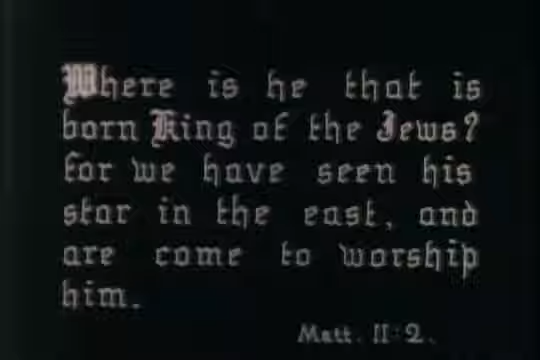 Where is he that is
born King of the Jews?
for we have seen his
star in the east, and
are come to worship
him.
Matt. II:2.